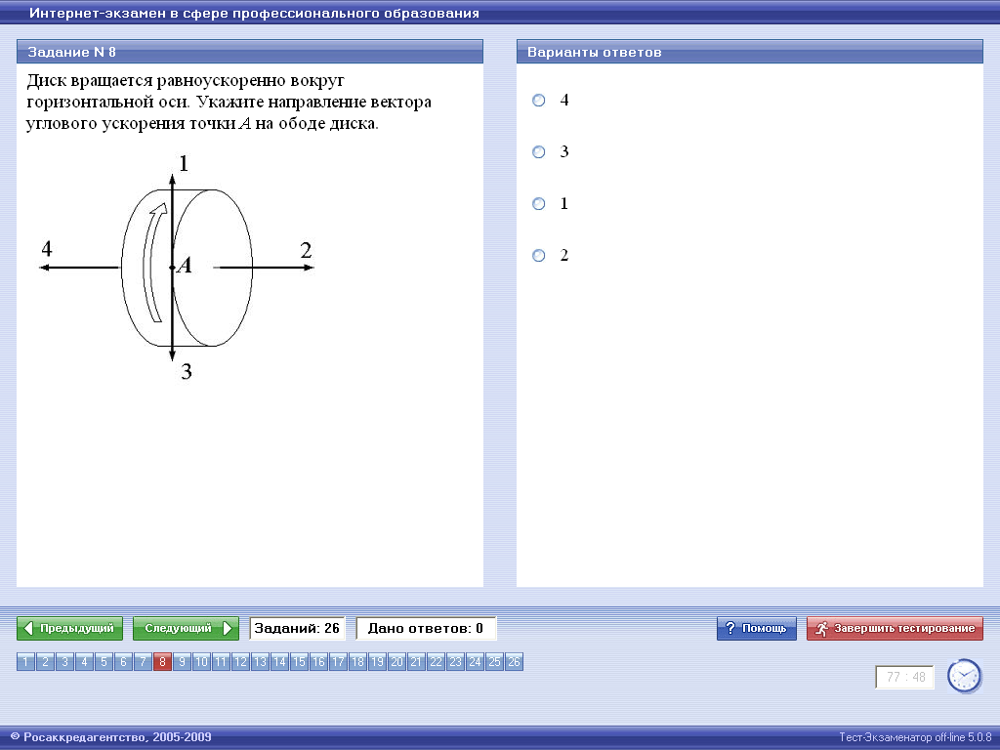 Интернет-экзамен в сфере профессионального образования
Задание N 8
Диск вращается равноускоренно вокруг
горизонтальной оси. Укажите направление вектора
углового ускорения точки A на ободе диска.
1
4
A
2
3
Варианты ответов
4
3
1
2
Предыдущий
Следующий
Заданий: 26
Дано ответов: 0
? Помощь
Завершить тестирование
1 2 3 4 5 6 7 8 9 10 11 12 13 14 15 16 17 18 19 20 21 22 23 24 25 26
77 : 48
© Росаккредагентство, 2005-2009
Тест-Экзаменатор off-line 5.0.8